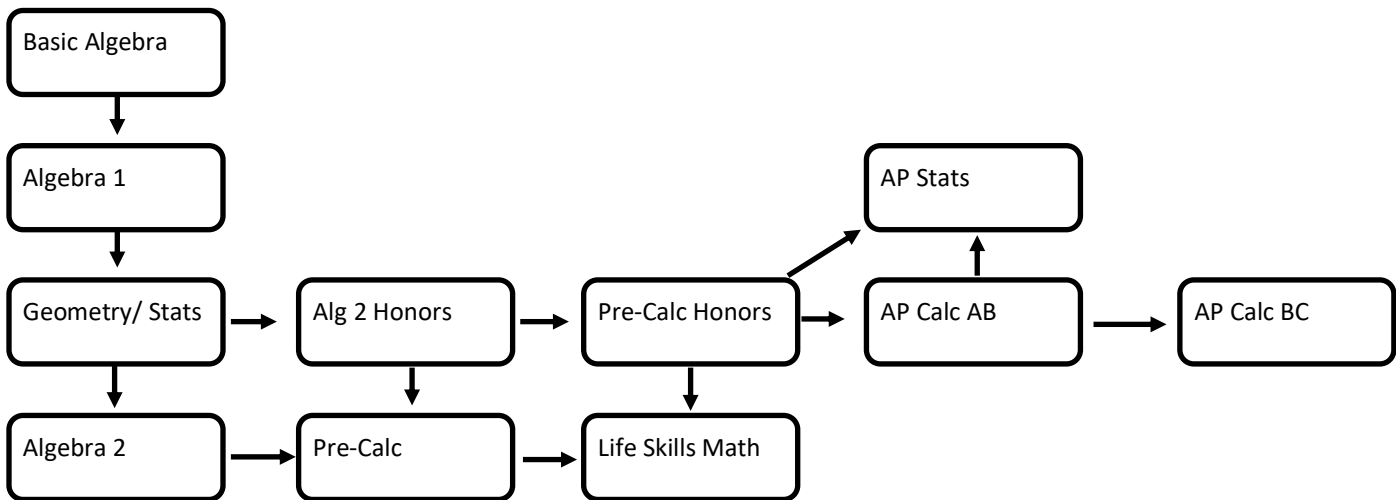 Basic Algebra
Algebra 1
AP Stats
Geometry/ Stats
Alg 2 Honors
Pre-Calc Honors
AP Calc AB
AP Calc BC
Algebra 2
Pre-Calc
Life Skills Math